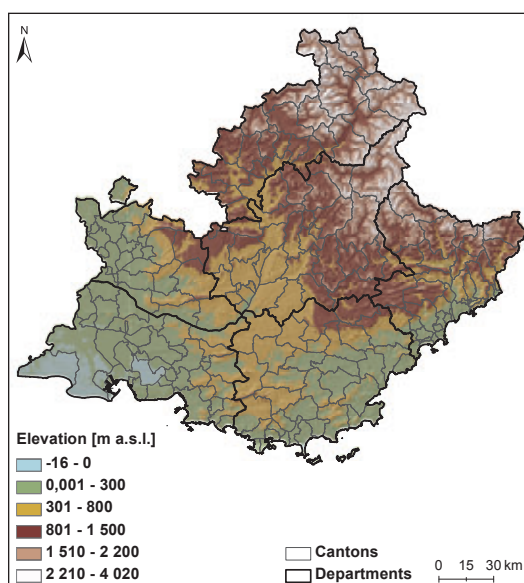 N
Elevation [m a.s.l.]
-16 - 0
0,001 - 300
301 - 800
801 - 1 500
1 510 - 2 200
2 210 - 4 020
Cantons
Departments
0 15 30 km